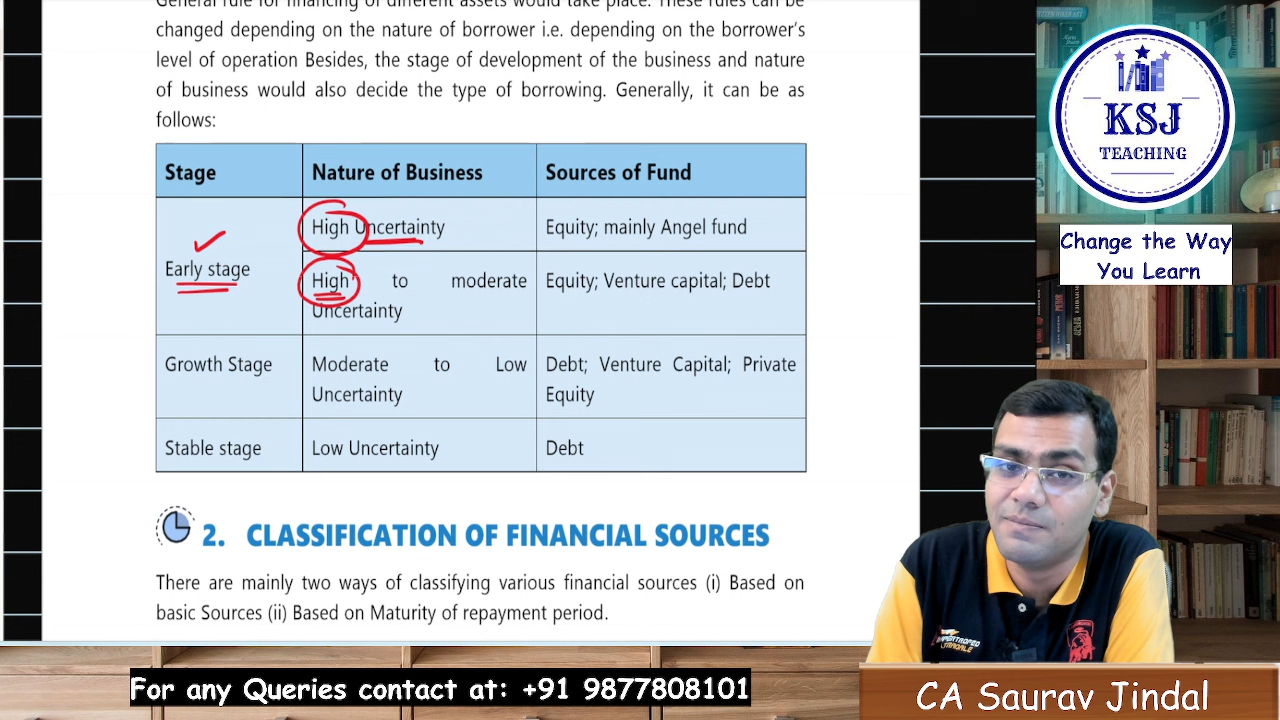 General rule for financing of different assets would take place. These rules can be
changed depending on the nature of borrower i.e. depending on the borrower's
level of operation Besides, the stage of development of the business and nature
of business would also decide the type of borrowing. Generally, it can be as
follows:
Stage
Nature of Business
Sources of Fund
Early stage
High Uncertainty
Equity; mainly Angel fund
High to moderate
Uncertainty
Equity; Venture capital; Debt
Growth Stage
Moderate to Low
Uncertainty
Debt; Venture Capital; Private
Equity
Stable stage
Low Uncertainty
Debt
2. CLASSIFICATION OF FINANCIAL SOURCES
There are mainly two ways of classifying various financial sources (i) Based on
basic Sources (ii) Based on Maturity of repayment period.
KSJ
TEACHING
Change the Way
You Learn
For any Queries contact at: +91 9877808101
CA Saurav Jindal